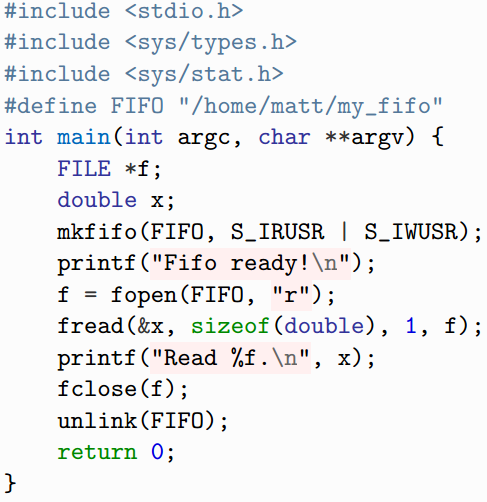 #include <stdio.h>
#include <sys/types.h>
#include <sys/stat.h>
#define FIFO "/home/matt/my_fifo"
int main(int argc, char **argv) {
    FILE *f;
    double x;
    mkfifo(FIFO, S_IRUSR | S_IWUSR);
    printf("Fifo ready!\n");
    f = fopen(FIFO, "r");
    fread(&x, sizeof(double), 1, f);
    printf("Read %f.\n", x);
    fclose(f);
    unlink(FIFO);
    return 0;
}